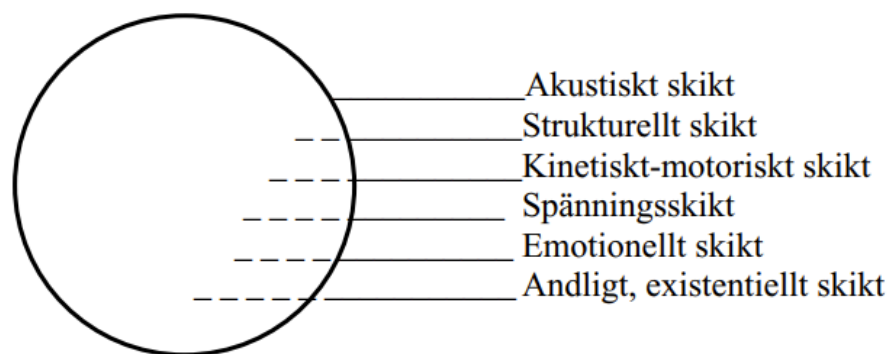 Akustiskt skikt
Strukturellt skikt
Kinetiskt-motoriskt skikt
Spänningsskikt
Emotionellt skikt
Andligt, existentiellt skikt